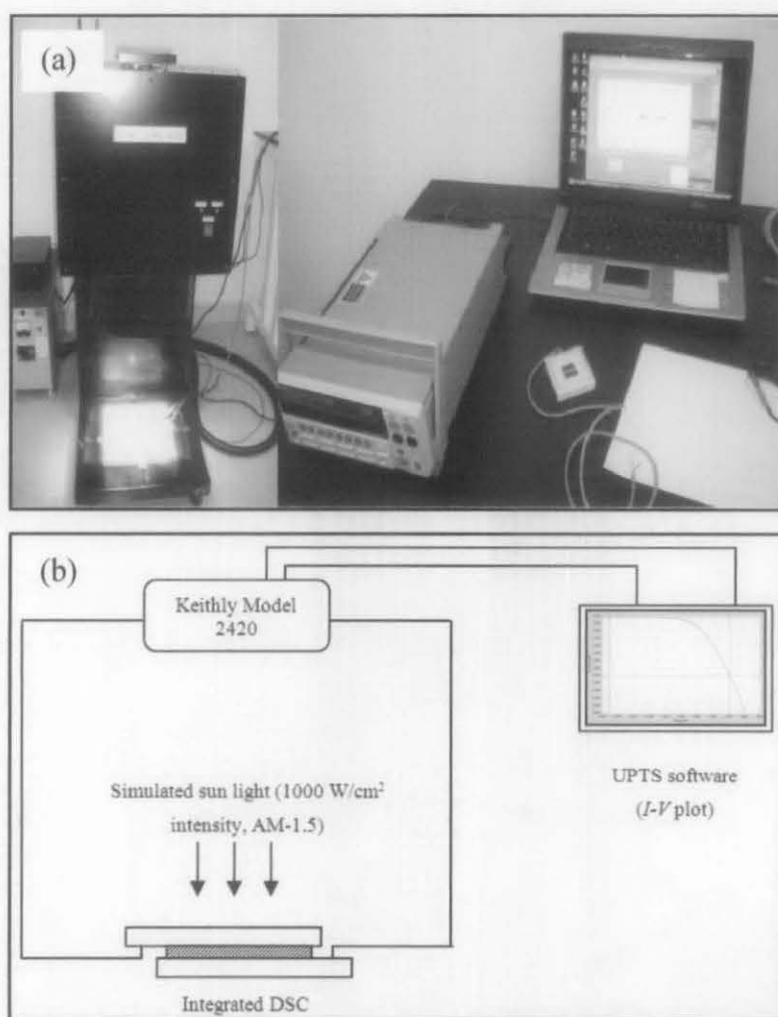 (a)
(b)
Keithly Model
2420
Simulated sun light (1000 W/cm²
intensity, AM-1.5)
UPTS software
(I-V plot)
Integrated DSC